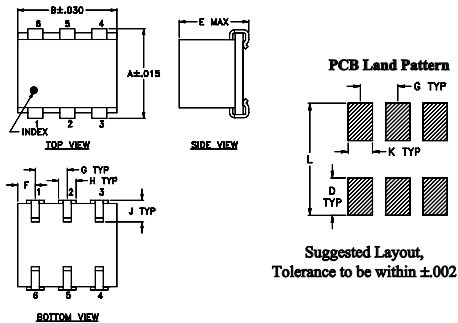 B±.030
6 5 4
A±.015
INDEX
1 2 3
TOP VIEW
E MAX
SIDE VIEW
PCB Land Pattern
G TYP
K TYP
L
D
TYP
Suggested Layout,
Tolerance to be within ±.002
G TYP
H TYP
F
1 2 3
J TYP
6 5 4
BOTTOM VIEW